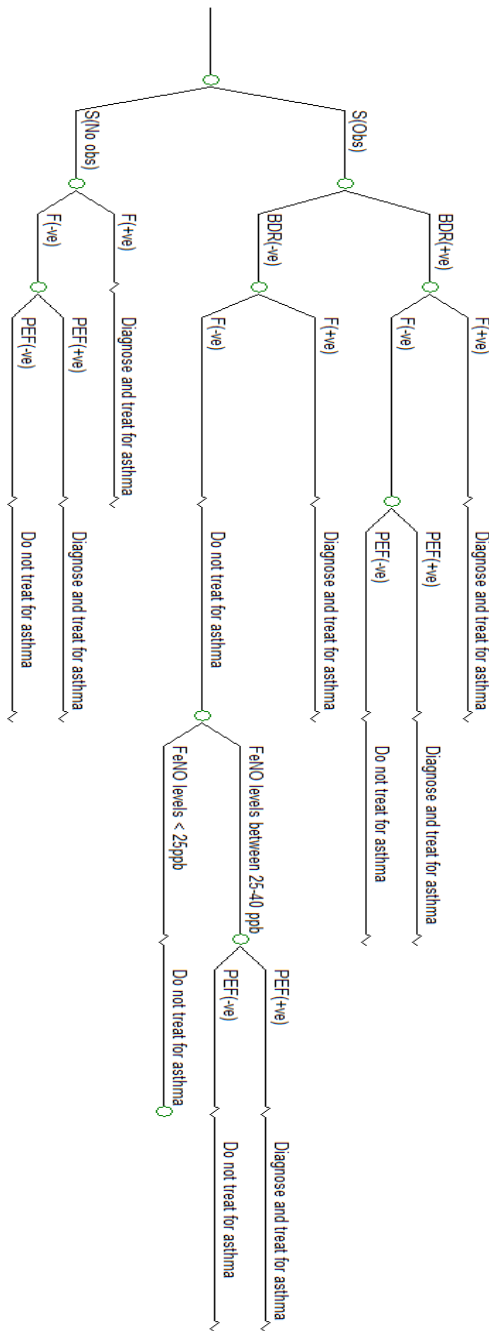 F(+ve)
Diagnose and treat for asthma
BDR(+ve)
PEF(+ve)
Diagnose and treat for asthma
F(-ve)
PEF(-ve)
Do not treat for asthma
S(Obs)
F(+ve)
Diagnose and treat for asthma
BDR(-ve)
F(-ve)
Do not treat for asthma
PEF(+ve)
Diagnose and treat for asthma
FeNO levels between 25-40 ppb
PEF(-ve)
Do not treat for asthma
FeNO levels < 25ppb
Do not treat for asthma
F(+ve)
Diagnose and treat for asthma
S(No obs)
PEF(+ve)
Diagnose and treat for asthma
F(-ve)
PEF(-ve)
Do not treat for asthma